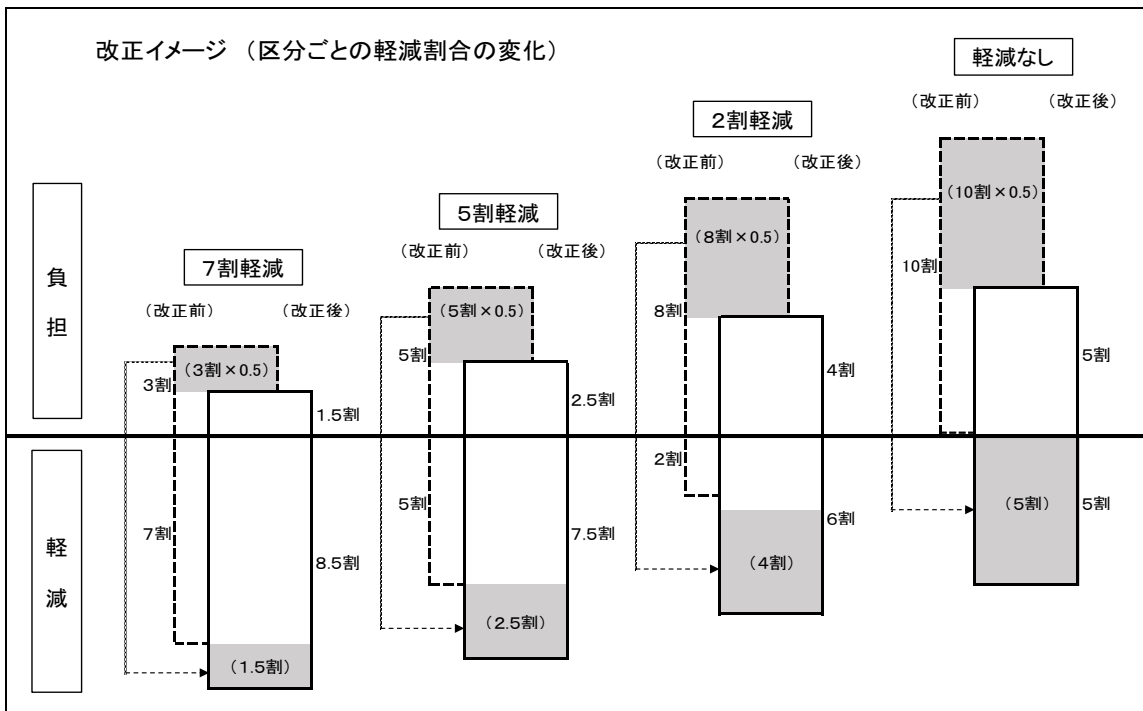 改正イメージ （区分ごとの軽減割合の変化）
負担
軽減
7割軽減
（改正前）
（改正後）
（3割×0.5）
3割
1.5割
7割
8.5割
（1.5割）
5割軽減
（改正前）
（改正後）
（5割×0.5）
5割
2.5割
5割
7.5割
（2.5割）
2割軽減
（改正前）
（改正後）
（8割×0.5）
8割
4割
2割
6割
（4割）
軽減なし
（改正前）
（改正後）
（10割×0.5）
10割
5割
（5割）
5割